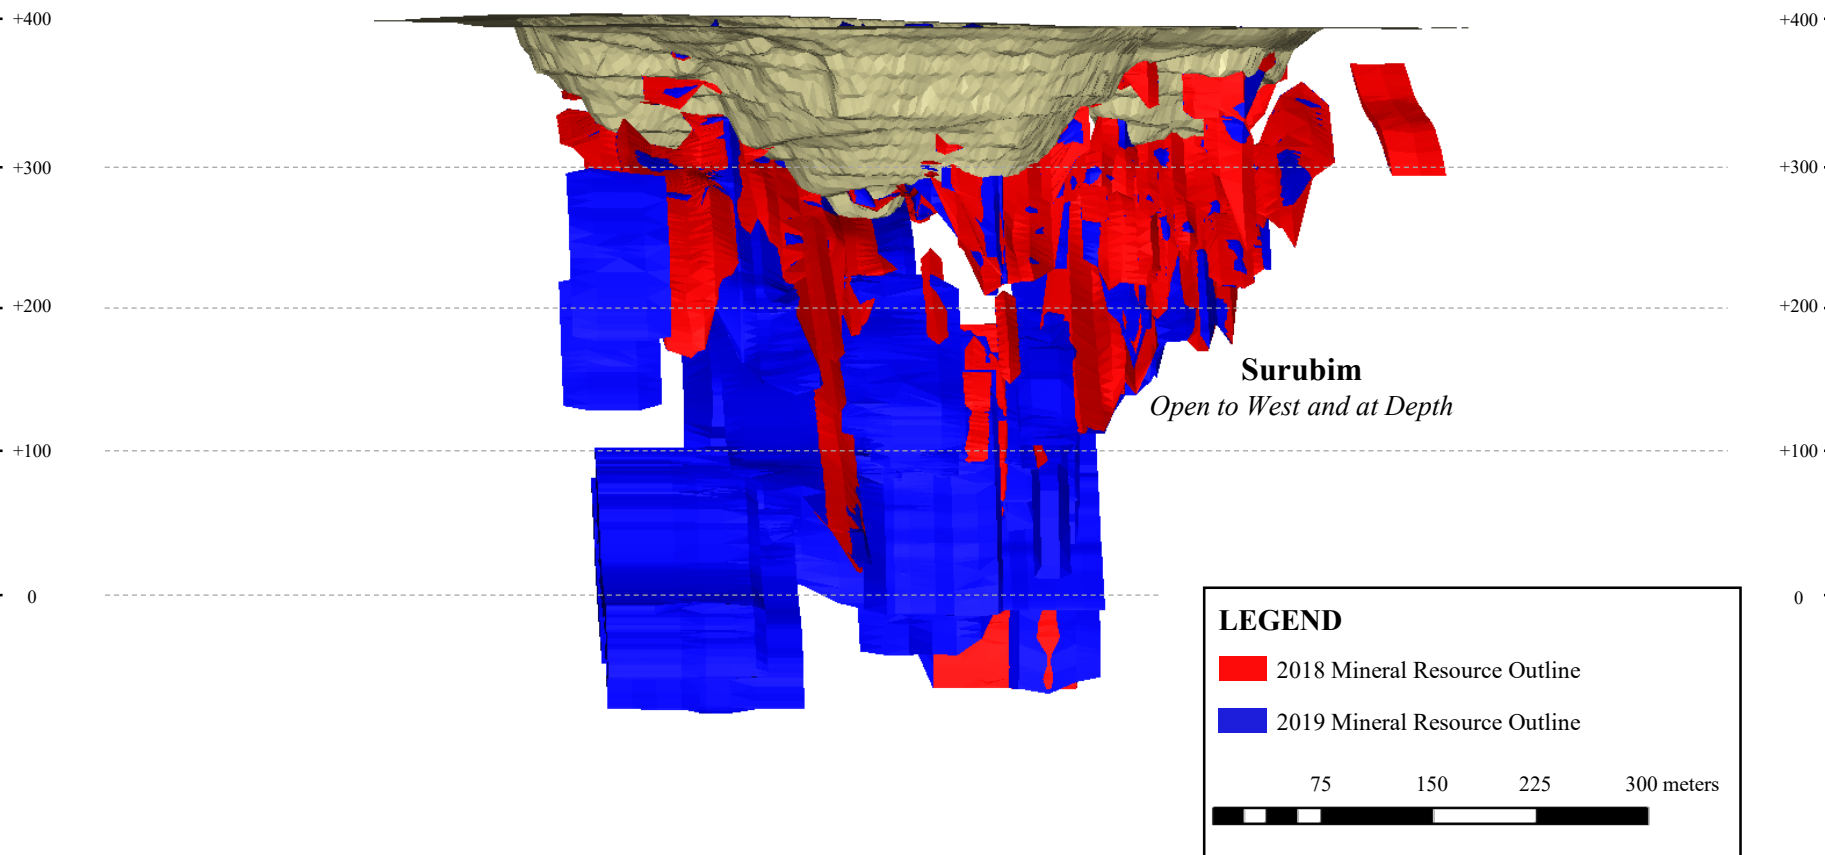 +400 +400
+300 +300
+200 +200
Surubim
Open to West and at Depth
+100 +100
0 0
LEGEND
2018 Mineral Resource Outline
2019 Mineral Resource Outline
75 150 225 300 meters